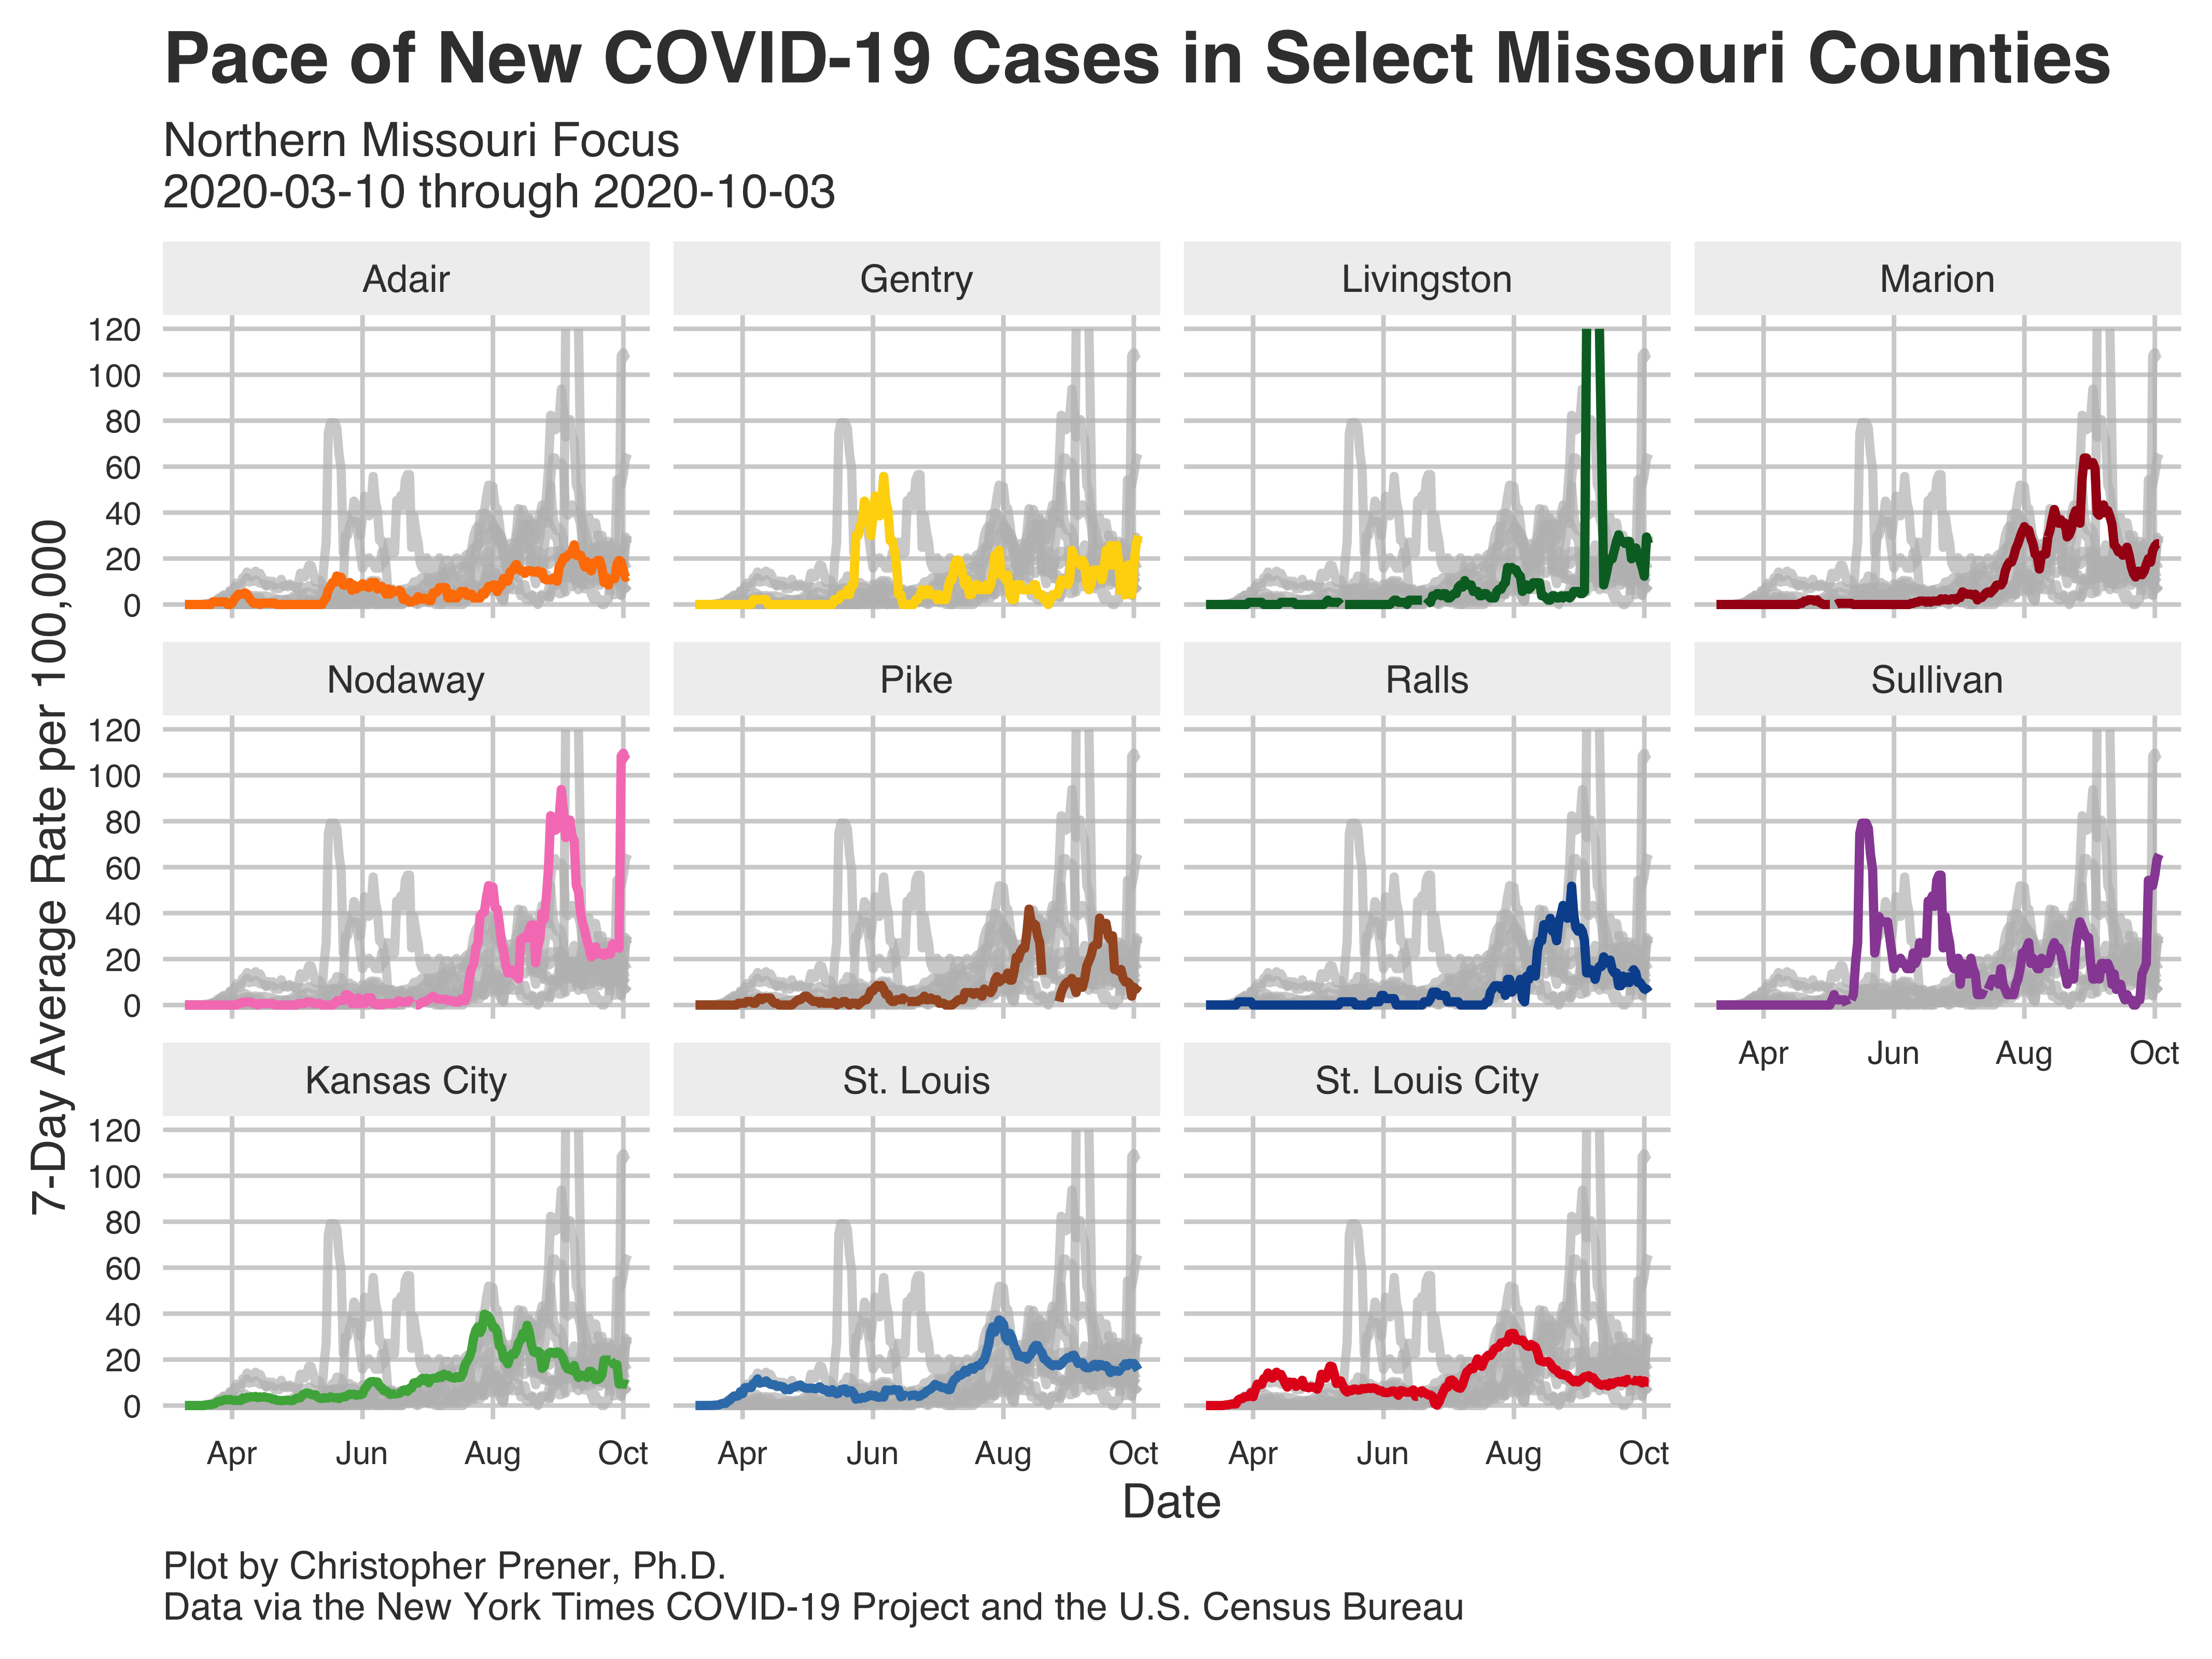 Pace of New COVID-19 Cases in Select Missouri Counties
Northern Missouri Focus
2020-03-10 through 2020-10-03
7-Day Average Rate per 100,000
Adair
Gentry
Livingston
Marion
120
100
80
60
40
20
0
Nodaway
Pike
Ralls
Sullivan
120
100
80
60
40
20
0
Apr Jun Aug Oct
Kansas City
St. Louis
St. Louis City
120
100
80
60
40
20
0
Apr Jun Aug Oct
Apr Jun Aug Oct
Apr Jun Aug Oct
Date
Plot by Christopher Prener, Ph.D.
Data via the New York Times COVID-19 Project and the U.S. Census Bureau